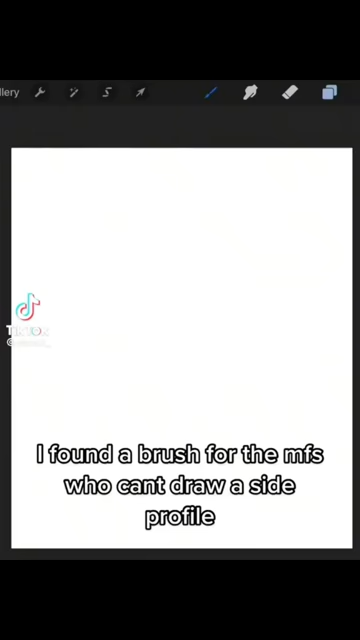 llery
TikTok
I found a brush for the mfs
who cant draw a side
profile